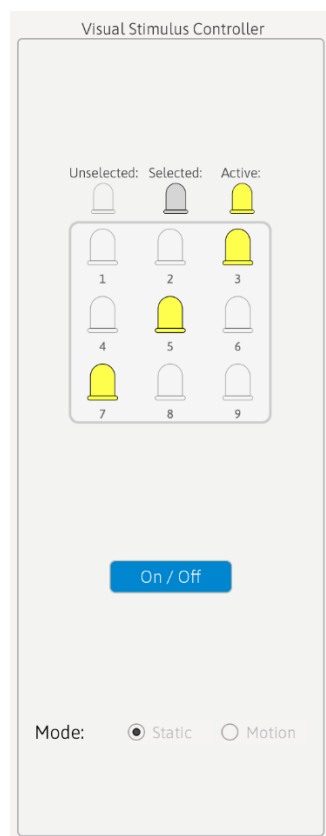 Visual Stimulus Controller
Unselected: Selected: Active:
1 2 3
4 5 6
7 8 9
On / Off
Mode: Static Motion